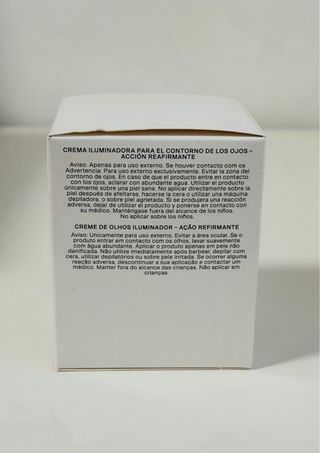 CREMA ILUMINADORA PARA EL CONTORNO DE LOS OJOS –
ACCIÓN REAFIRMANTE
Aviso: Apenas para uso externo. Se houver contacto com os
Advertencia: Para uso externo exclusivamente. Evitar la zona del
contorno de ojos. En caso de que el producto entre en contacto
con los ojos, aclarar con abundante agua. Utilizar el producto
únicamente sobre una piel sana. No aplicar directamente sobre la
piel después de afeitarse, hacerse la cera o utilizar una máquina
depiladora, o sobre piel agrietada. Si se produjera una reacción
adversa, dejar de utilizar el producto y ponerse en contacto con
su médico. Manténgase fuera del alcance de los niños.
No aplicar sobre los niños.
CREME DE OLHOS ILUMINADOR – AÇÃO REFIRMANTE
Aviso: Unicamente para uso externo. Evitar a área ocular. Se o
produto entrar em contacto com os olhos, lavar suavemente
com água abundante. Aplicar o produto apenas em pele não
danificada. Não utilize imediatamente após barbear, depilar com
cera, utilizar depilatórios ou sobre pele irritada. Se ocorrer alguma
reação adversa, descontinuar a sua aplicação e contactar um
médico. Manter fora do alcance das crianças. Não aplicar em
crianças.